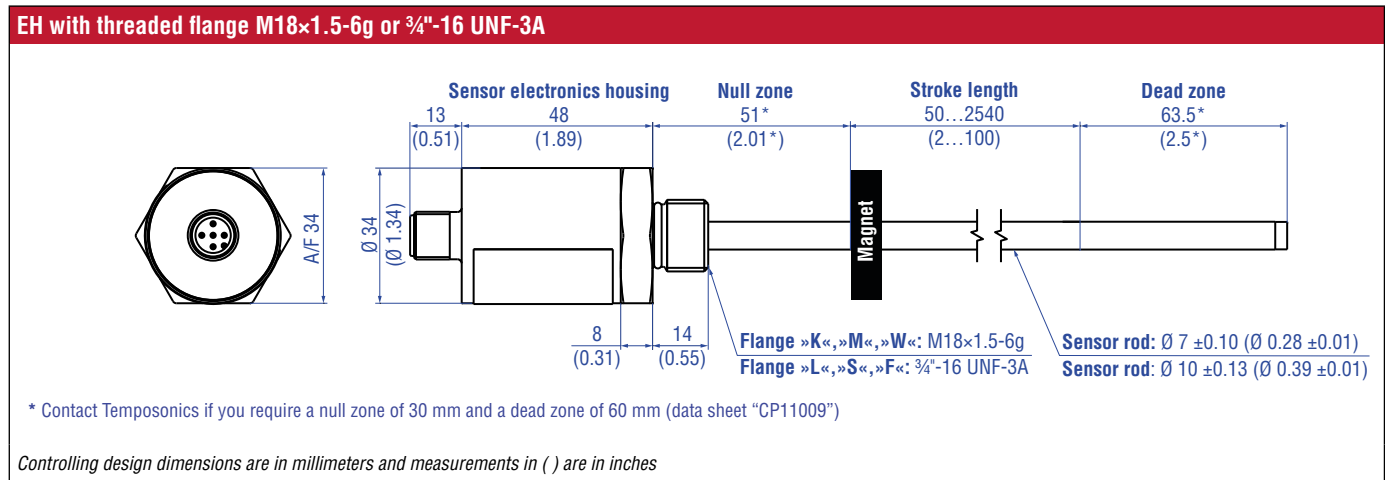 EH with threaded flange M18×1.5-6g or ¾"-16 UNF-3A
Sensor electronics housing
Null zone
Stroke length
Dead zone
13
48
51*
50…2540
63.5*
(0.51)
(1.89)
(2.01*)
(2…100)
(2.5*)
A/F 34
Ø 34
(Ø 1.34)
Magnet
8
14
(0.31)
(0.55)
Flange »K«,»M«,»W«: M18×1.5-6g
Flange »L«,»S«,»F«: ¾"-16 UNF-3A
Sensor rod: Ø 7 ±0.10 (Ø 0.28 ±0.01)
Sensor rod: Ø 10 ±0.13 (Ø 0.39 ±0.01)
* Contact Temposonics if you require a null zone of 30 mm and a dead zone of 60 mm (data sheet “CP11009”)
Controlling design dimensions are in millimeters and measurements in ( ) are in inches